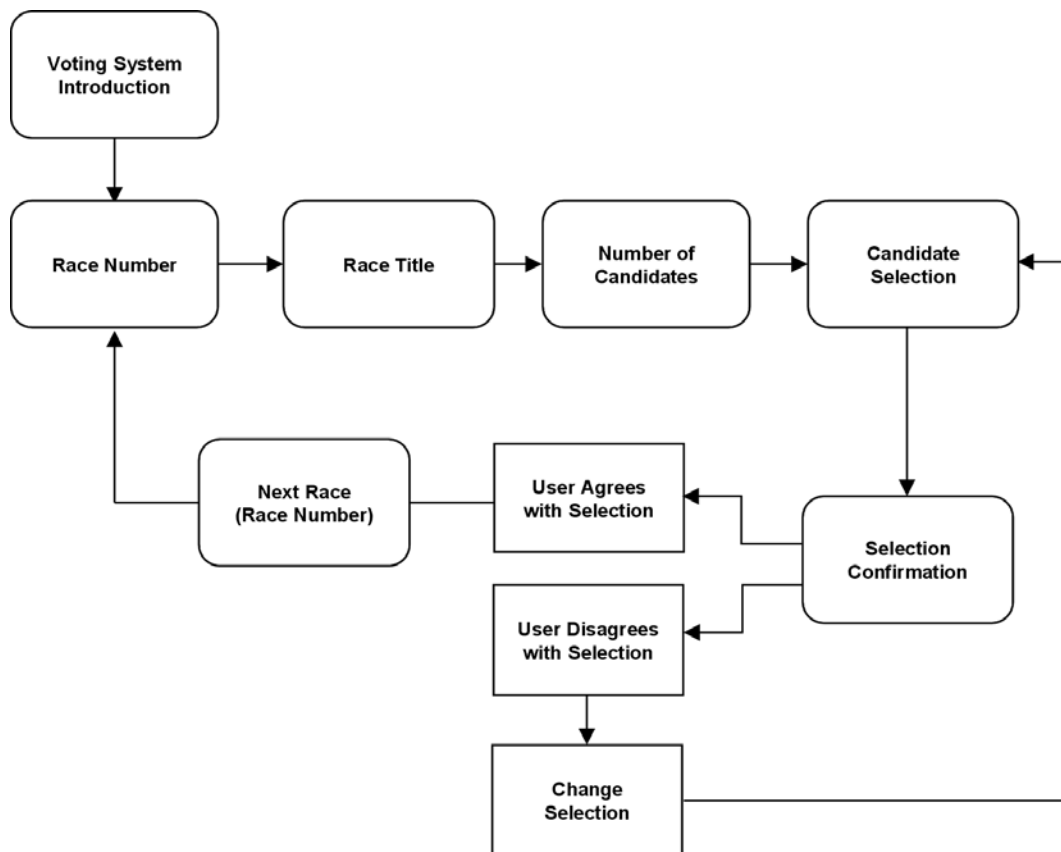 Voting System
Introduction
Race Number
Race Title
Number of
Candidates
Candidate
Selection
Next Race
(Race Number)
User Agrees
with Selection
Selection
Confirmation
User Disagrees
with Selection
Change
Selection